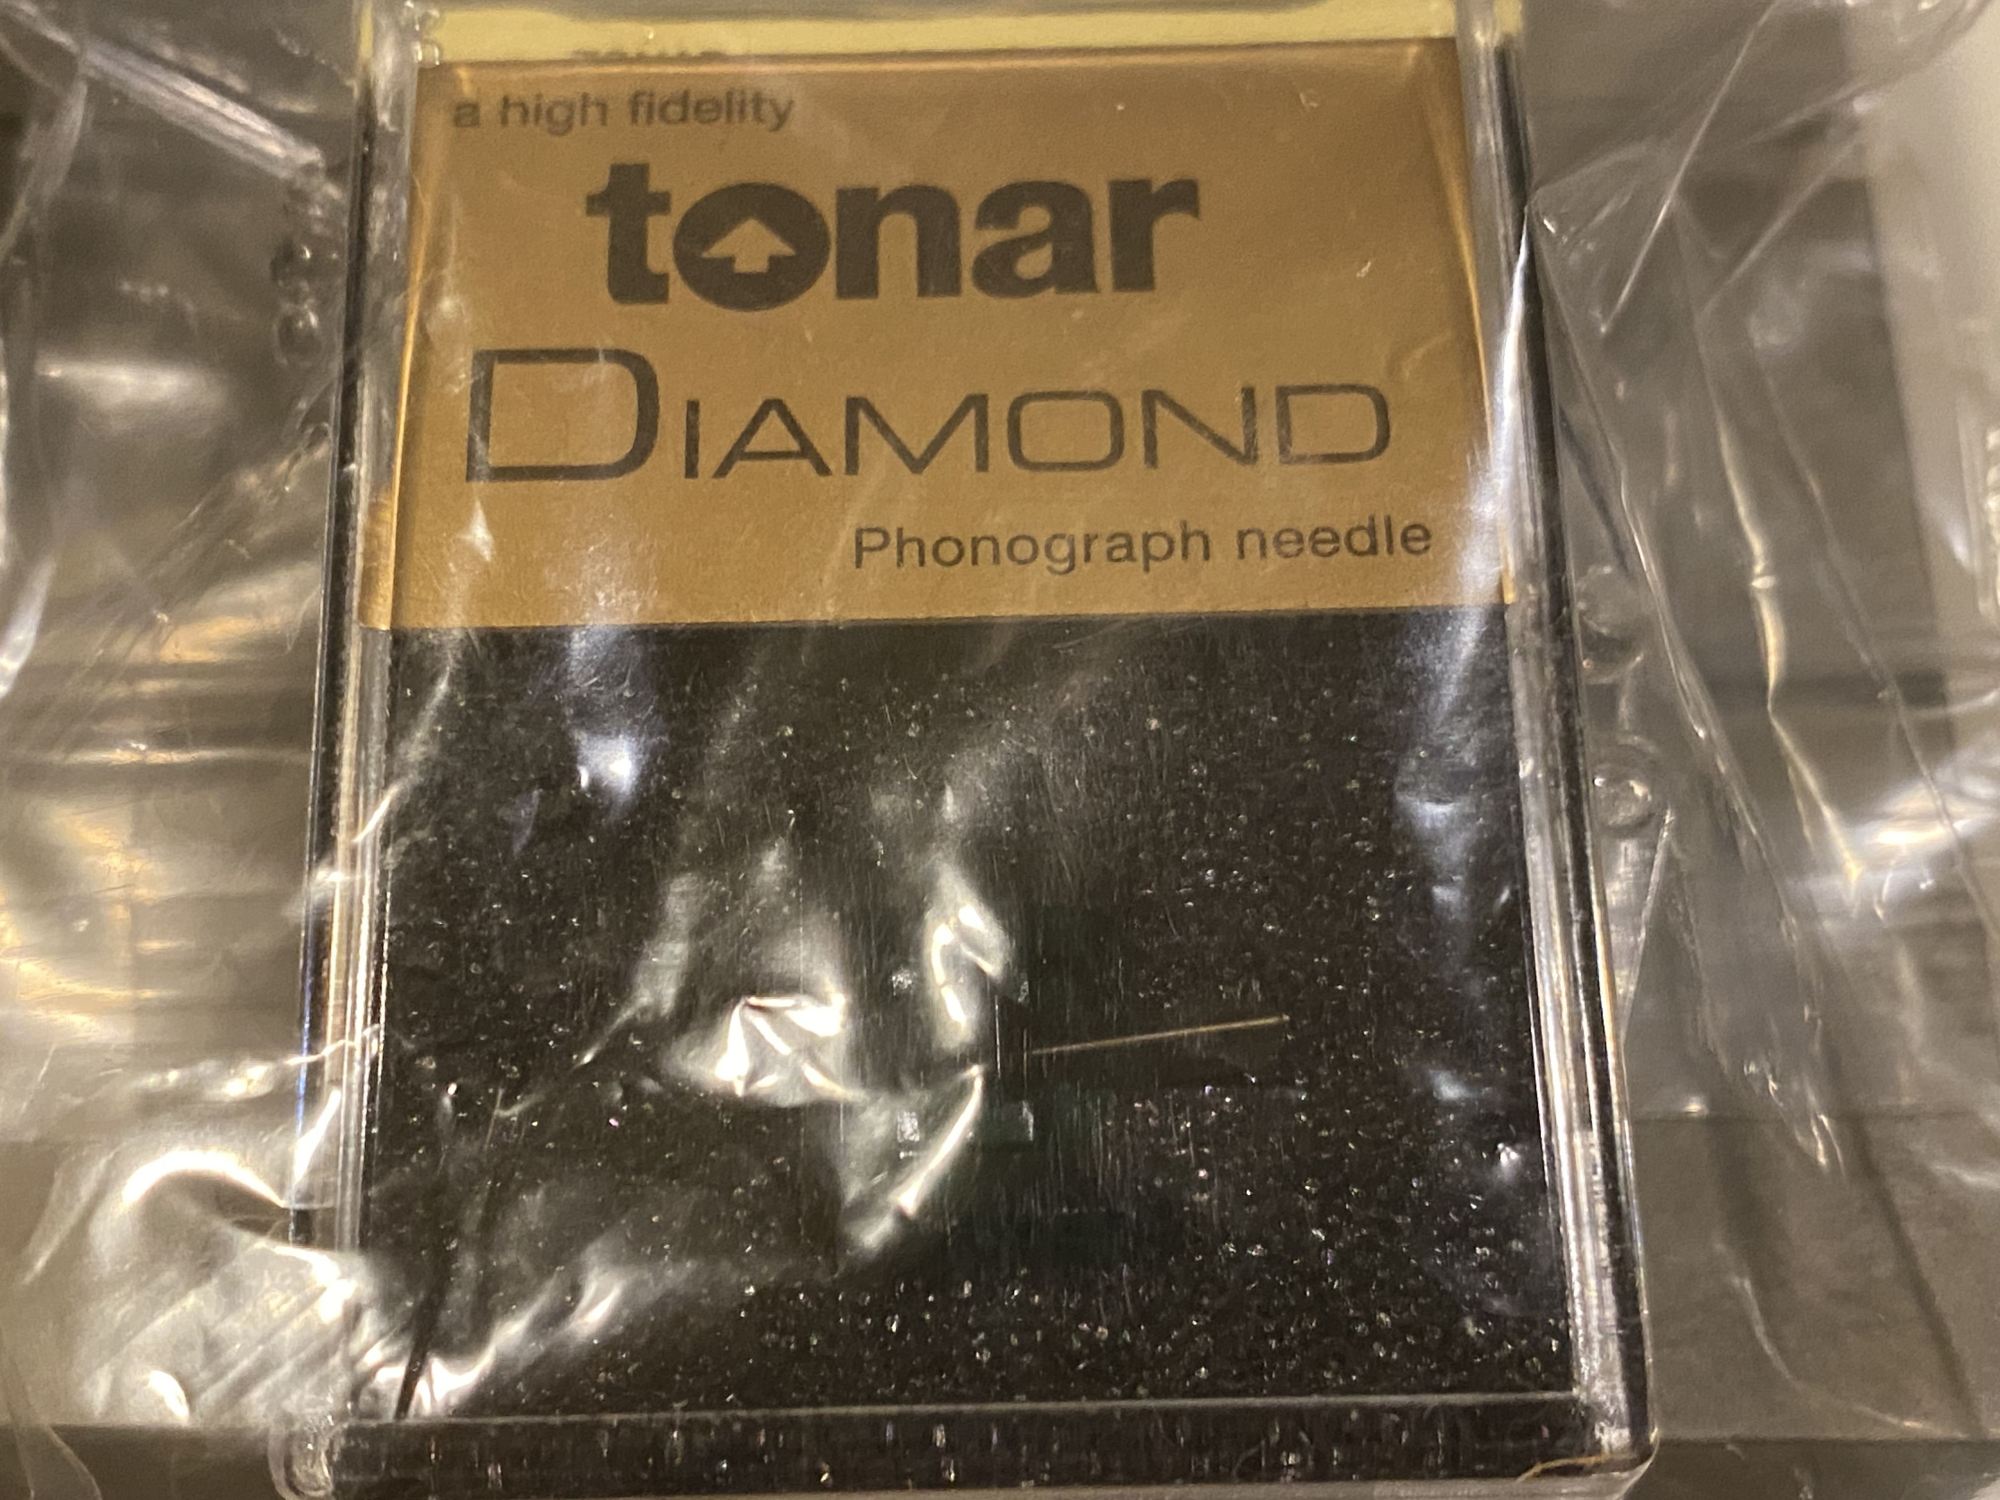 a high fidelity
tonar
DIAMOND
Phonograph needle